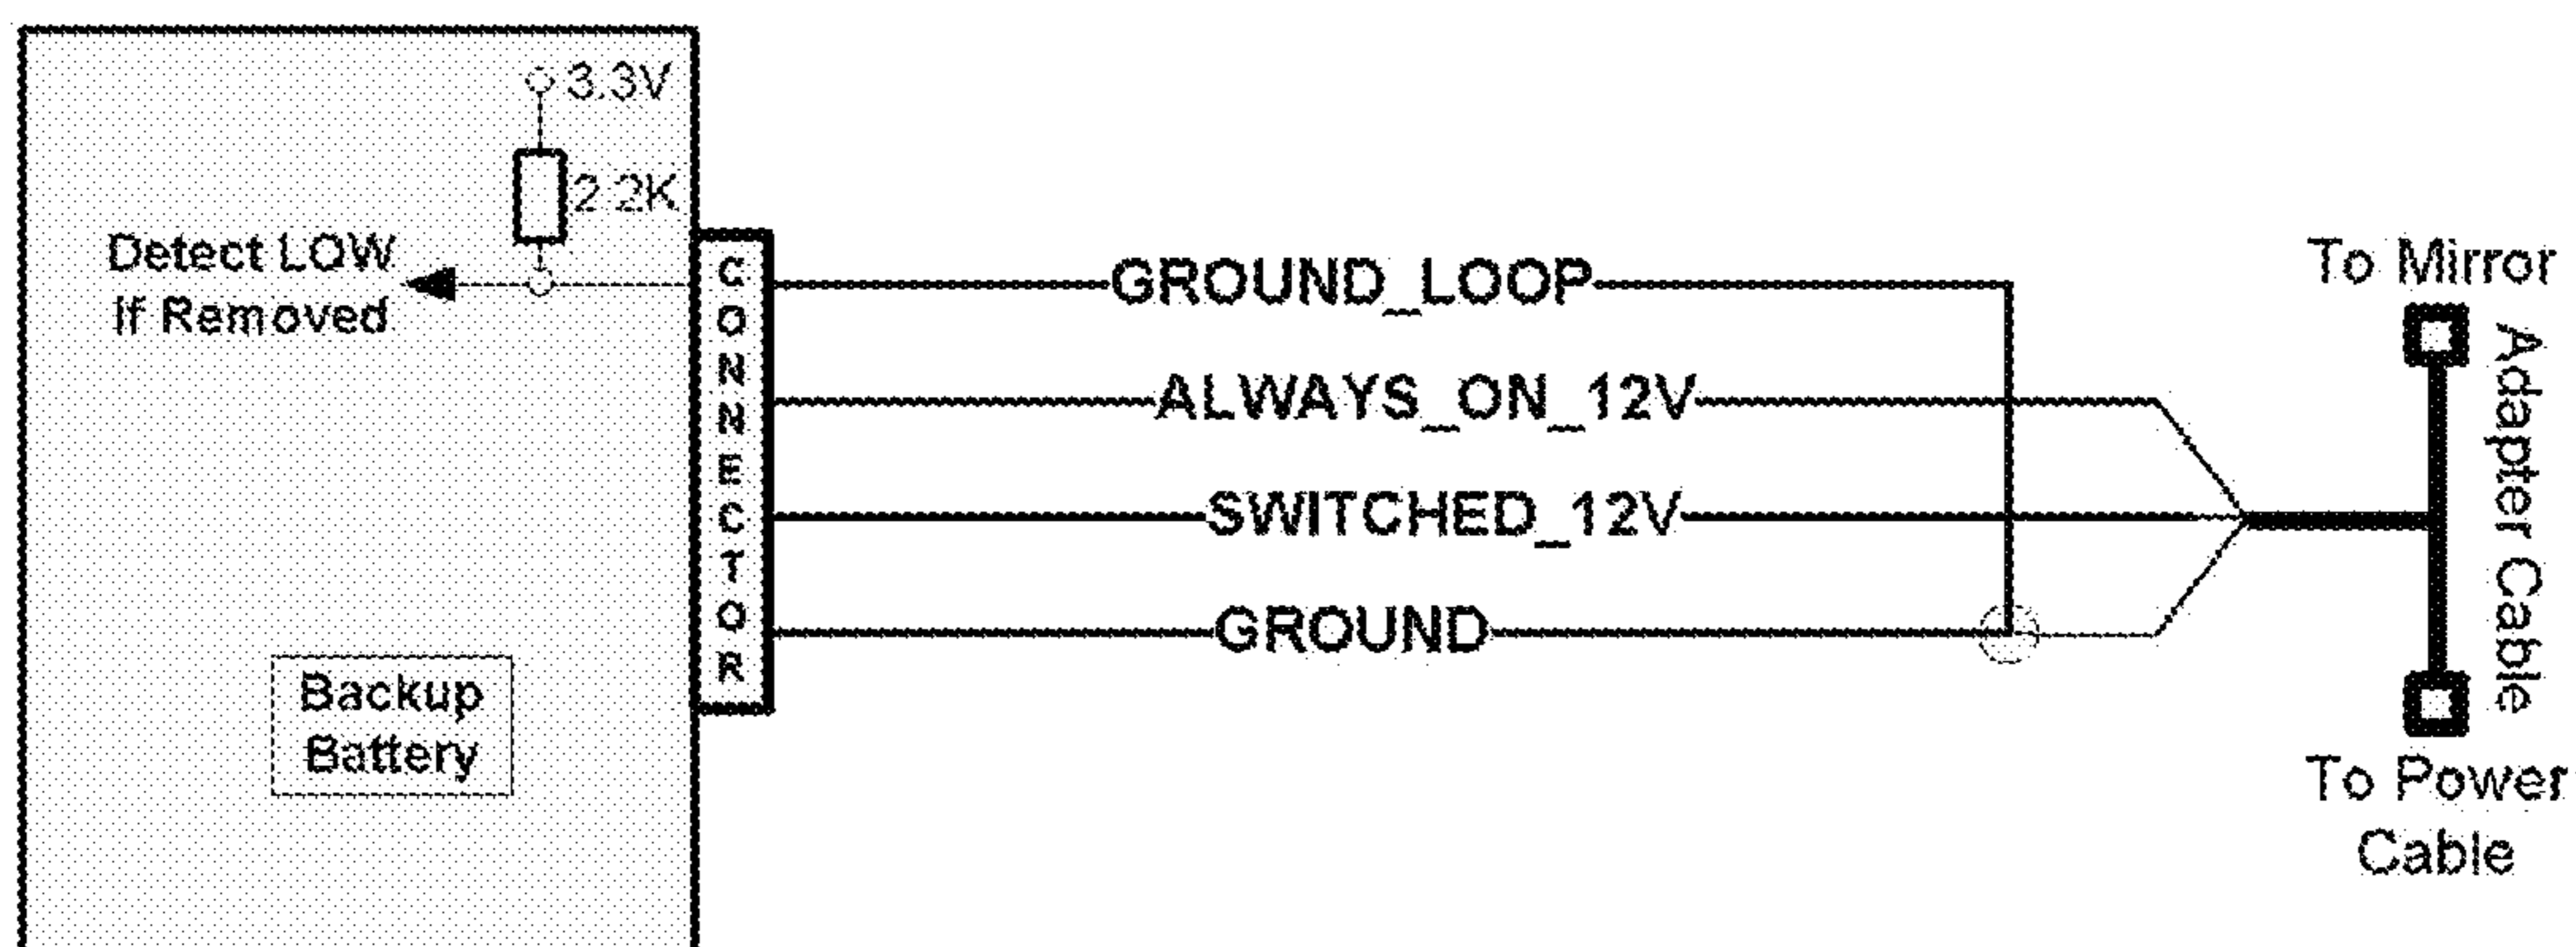 3.3V
2.2K
Detect LOW
if Removed
CONNECTOR
GROUND_LOOP
ALWAYS_ON_12V
SWITCHED_12V
GROUND
Backup
Battery
To Mirror
Adapter Cable
To Power
Cable